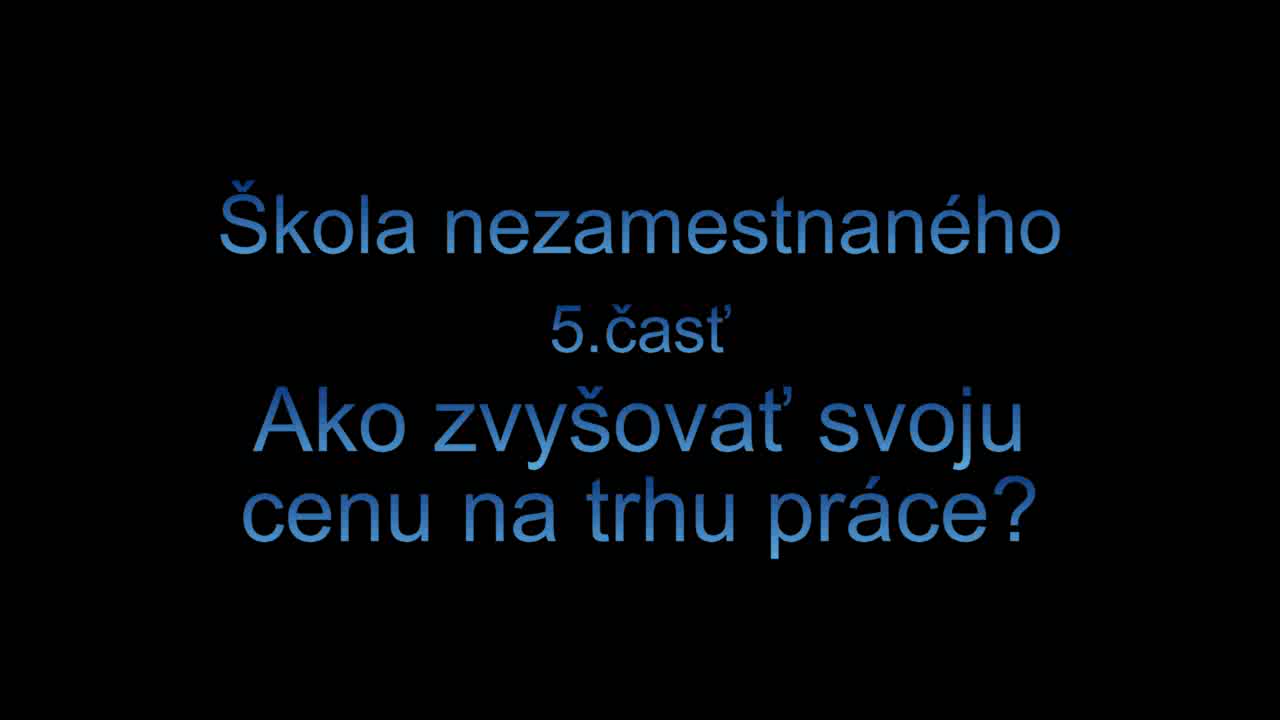 Škola nezamestnaného
5.časť
Ako zvyšovať svoju
cenu na trhu práce?